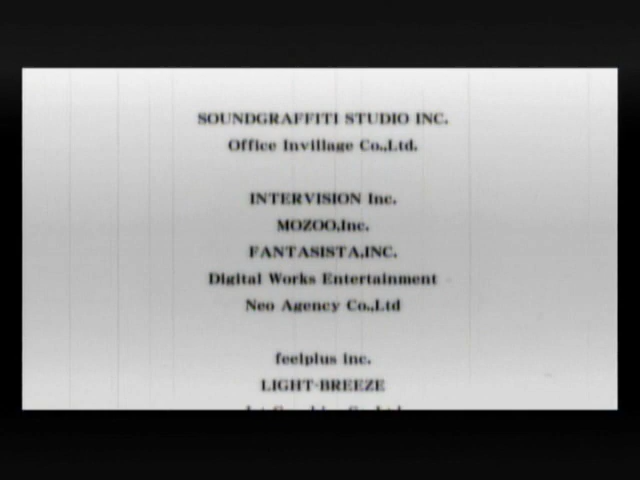 SOUNDGRAFFITI STUDIO INC.
Office Invillage Co.,Ltd.
INTERVISION Inc.
MOZOO,Inc.
FANTASISTA,INC.
Digital Works Entertainment
Neo Agency Co.,Ltd
feelplus inc.
LIGHT-BREEZE